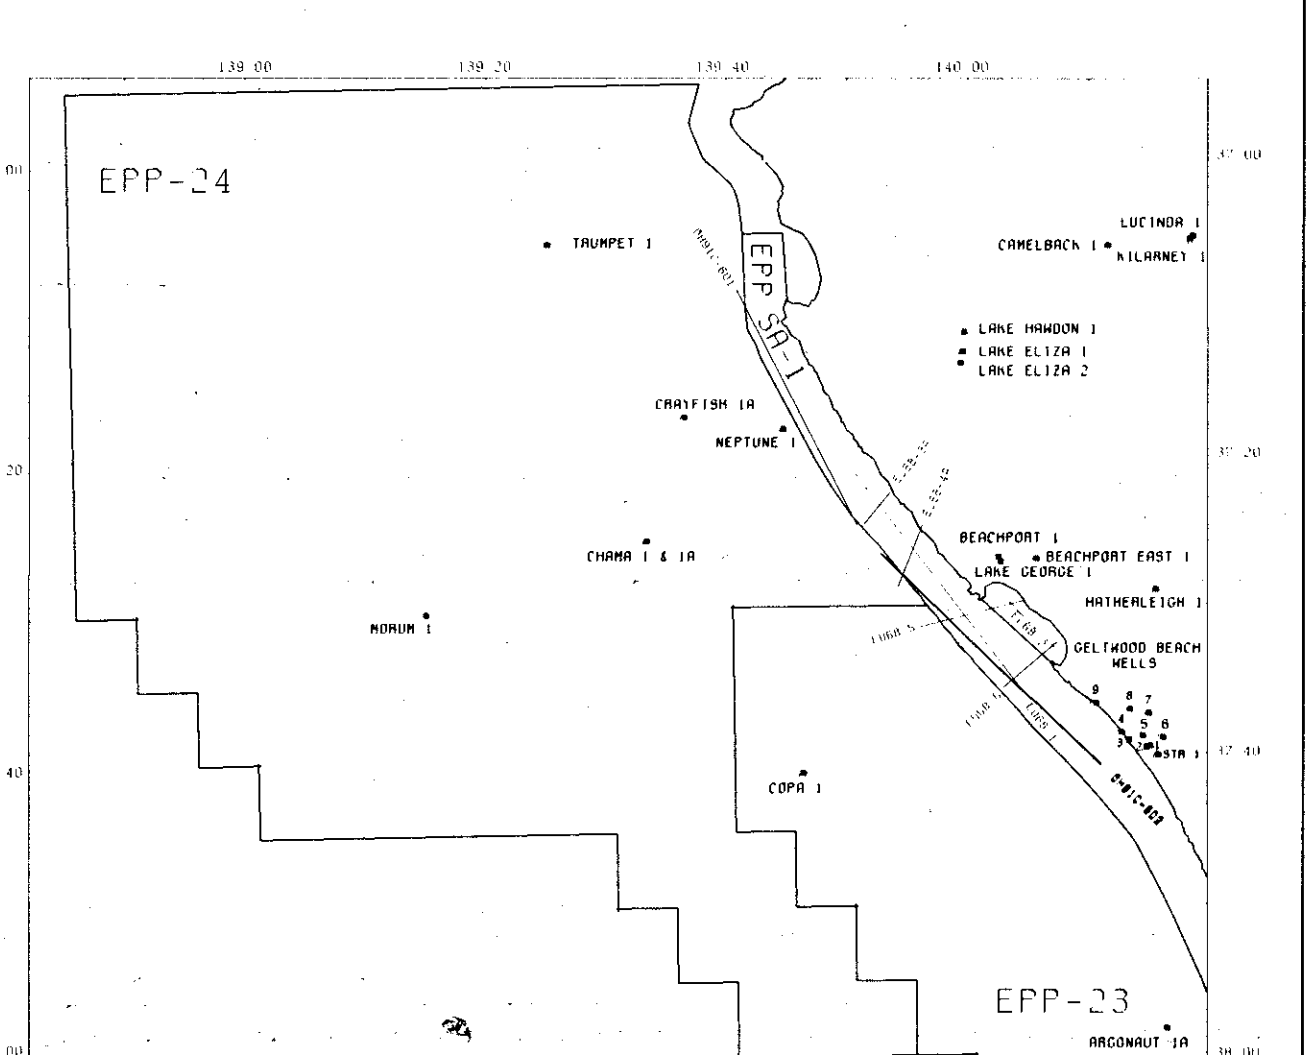 139 00
139 20
139 40
140 00
00
37 00
EPP-24
LUCINDA 1
TRUMPET 1
CAMELBACK 1
KILARNEY 1
EPP SA-1
LAKE HAWDON 1
LAKE ELIZA 1
LAKE ELIZA 2
CRAYFISH 1A
NEPTUNE 1
37 20
20
BEACHPORT 1
BEACHPORT EAST 1
CHAMA 1 & 1A
LAKE GEORGE 1
HATHERLEIGH 1
MORUM 1
GELTWOOD BEACH
WELLS
9
8
7
4
5
6
3
2
1
STR 1
37 40
40
COPA 1
EPP-23
ARGONAUT 1A
00
38 00